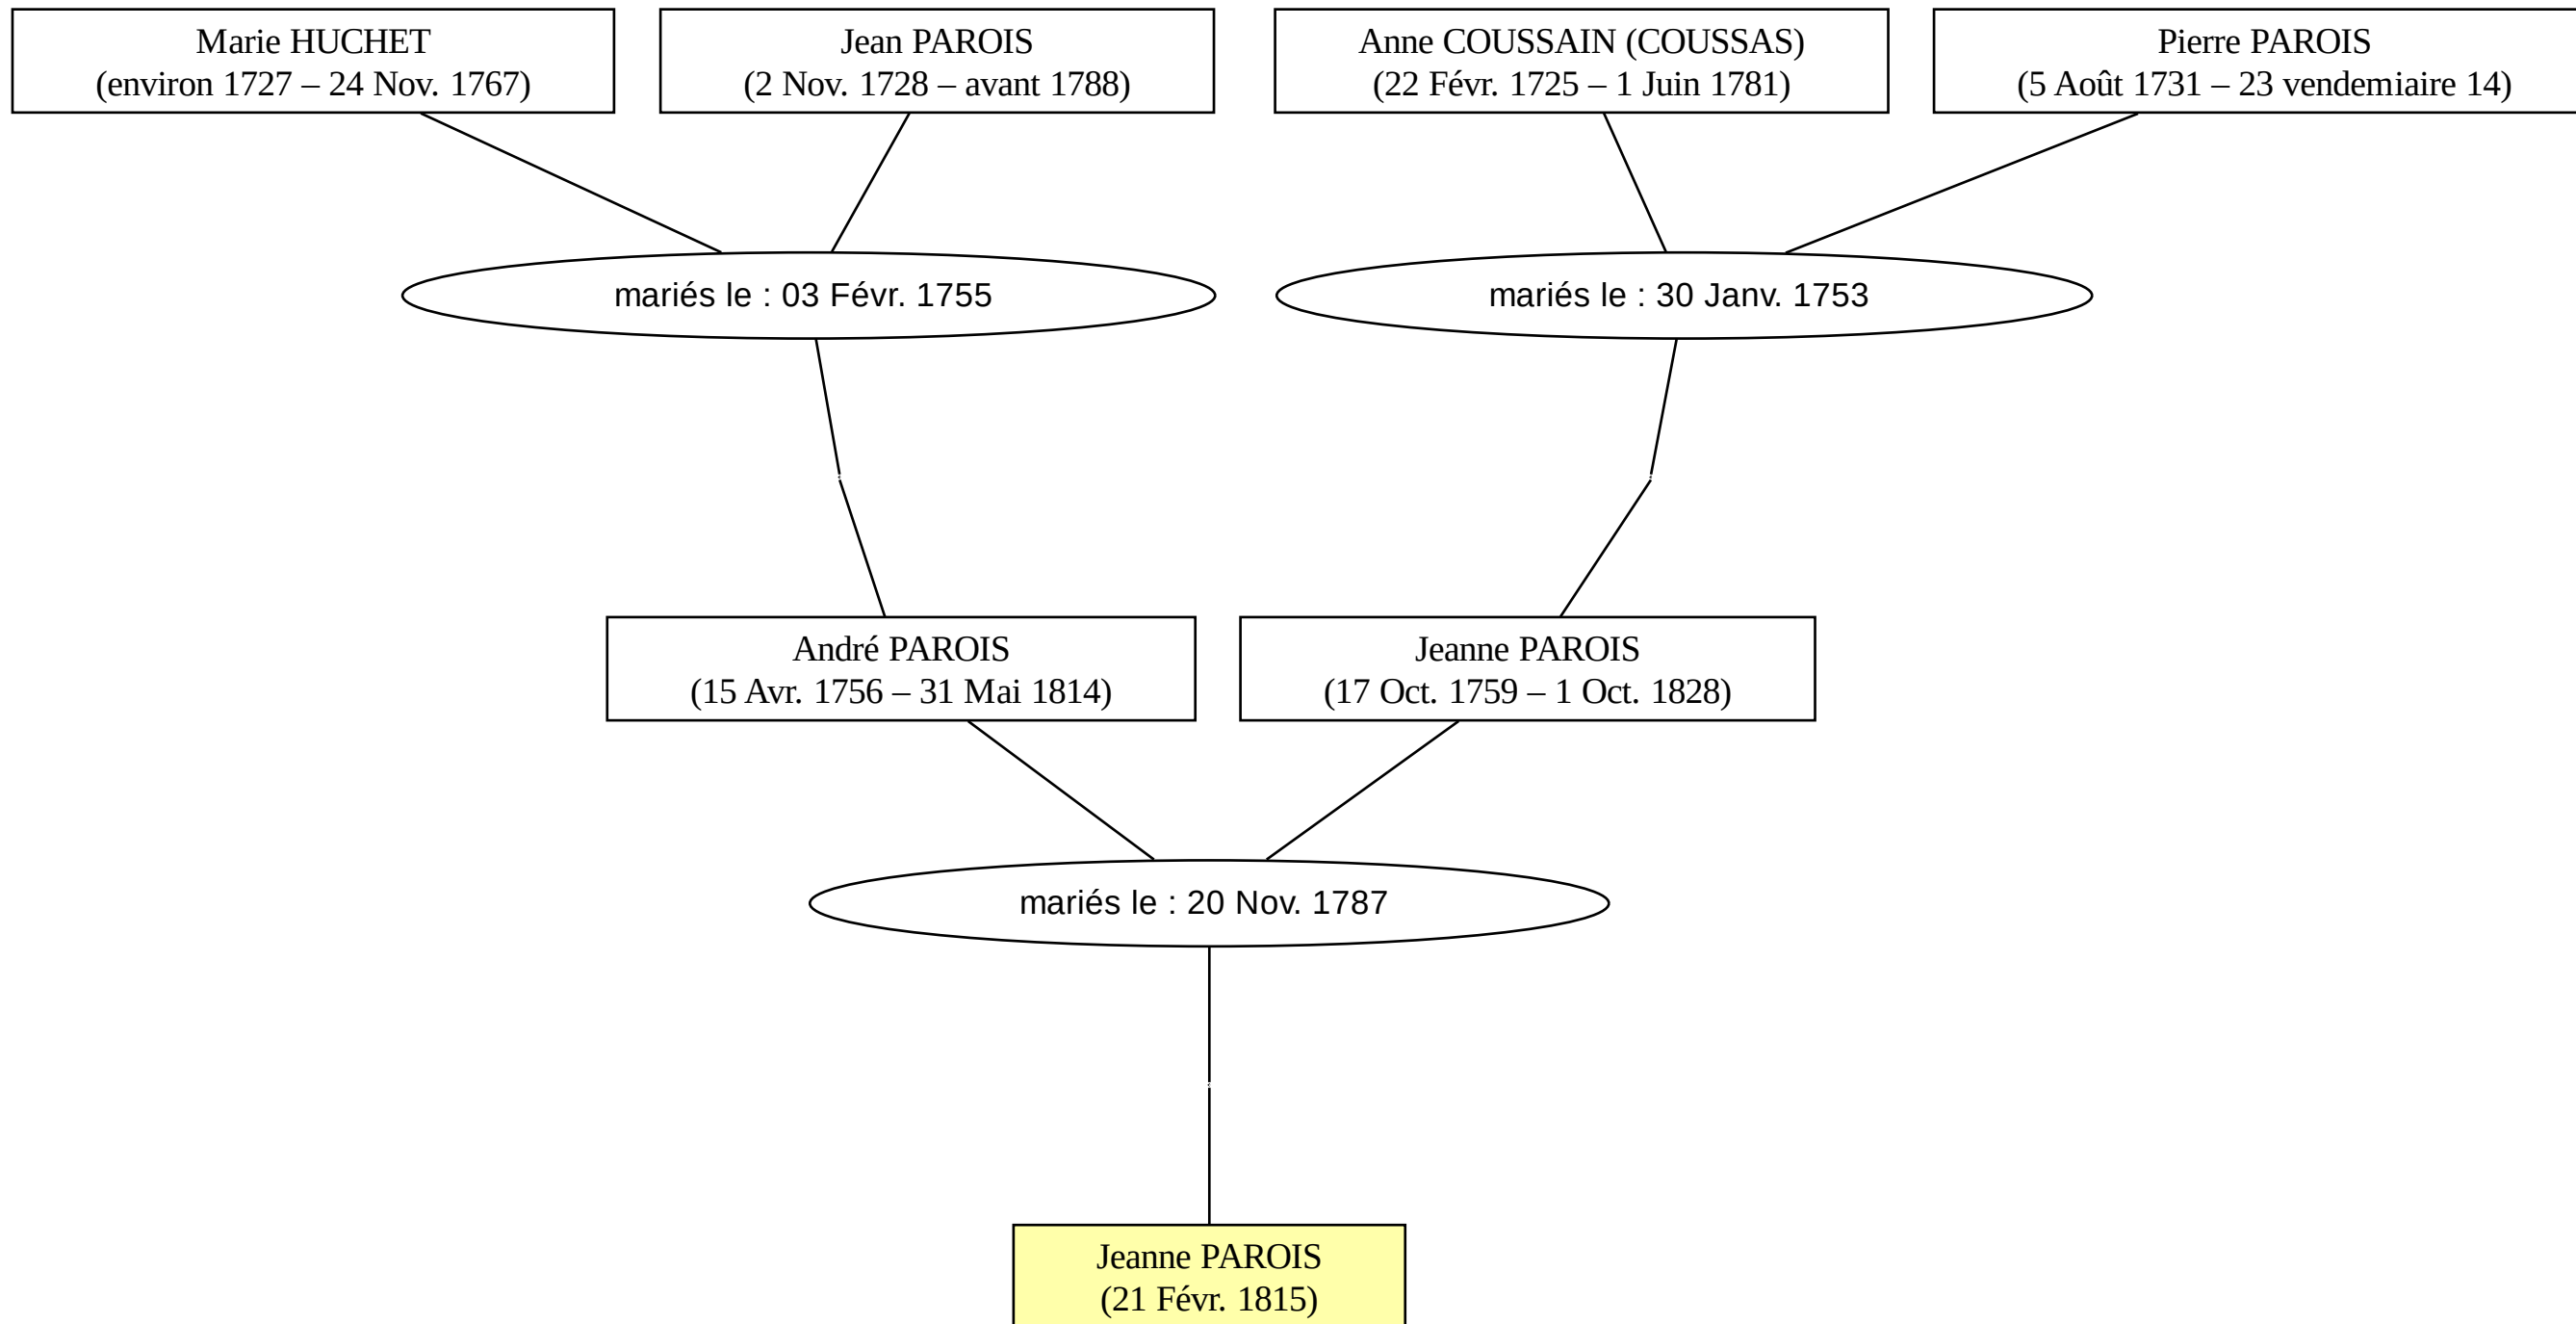 Marie HUCHET
(environ 1727 – 24 Nov. 1767)
Jean PAROIS
(2 Nov. 1728 – avant 1788)
Anne COUSSAIN (COUSSAS)
(22 Févr. 1725 – 1 Juin 1781)
Pierre PAROIS
(5 Août 1731 – 23 vendemiaire 14)
mariés le : 03 Févr. 1755
mariés le : 30 Janv. 1753
André PAROIS
(15 Avr. 1756 – 31 Mai 1814)
Jeanne PAROIS
(17 Oct. 1759 – 1 Oct. 1828)
mariés le : 20 Nov. 1787
Jeanne PAROIS
(21 Févr. 1815)